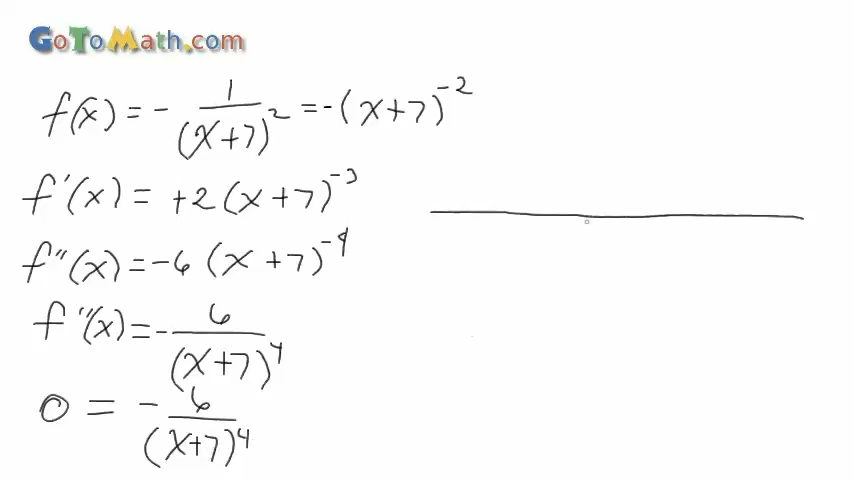 GoToMath.com
f(x) = - 1/(x+7)^2 = -(x+7)^-2
f'(x) = +2(x+7)^-3
f''(x) = -6(x+7)^-4
f''(x) = - 6/(x+7)^4
0 = - 6/(x+7)^4